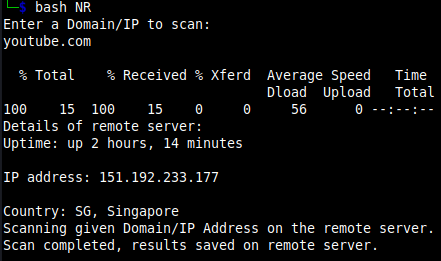 └─$ bash NR
Enter a Domain/IP to scan:
youtube.com
% Total % Received % Xferd Average Speed Time
Dload Upload Total
100 15 100 15 0 0 56 0 --:--:--
Details of remote server:
Uptime: up 2 hours, 14 minutes
IP address: 151.192.233.177
Country: SG, Singapore
Scanning given Domain/IP Address on the remote server.
Scan completed, results saved on remote server.